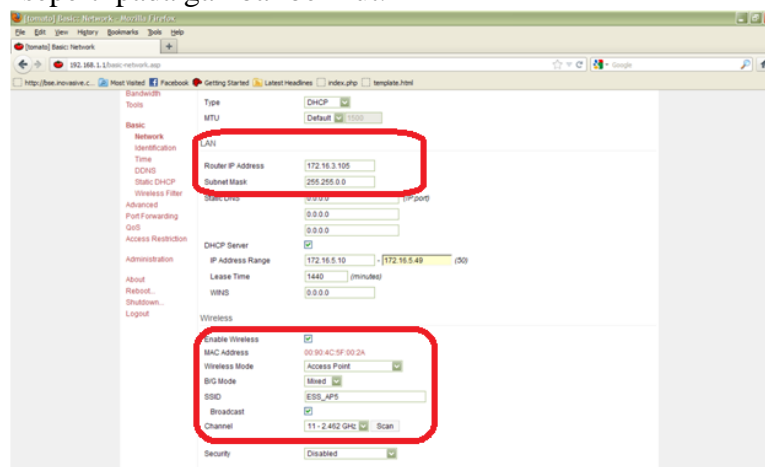 [tomato] Basic: Network - Mozilla Firefox
File Edit View History Bookmarks Tools Help
[tomato] Basic: Network +
192.168.1.1/basic-network.asp Google
http://bse.inovasive.c... Most Visited Facebook Getting Started Latest Headlines index.php template.html
Bandwidth
Tools
Basic
Network
Identification
Time
DDNS
Static DHCP
Wireless Filter
Advanced
Port Forwarding
QoS
Access Restriction
Administration
About
Reboot...
Shutdown...
Logout
Type DHCP
MTU Default 1500
LAN
Router IP Address 172.16.3.105
Subnet Mask 255.255.0.0
Static DNS 0.0.0.0 (IP:port)
0.0.0.0
0.0.0.0
DHCP Server
IP Address Range 172.16.5.10 - 172.16.5.49 (50)
Lease Time 1440 (minutes)
WINS 0.0.0.0
Wireless
Enable Wireless
MAC Address 00:90:4C:5F:00:2A
Wireless Mode Access Point
B/G Mode Mixed
SSID ESS_AP5
Broadcast
Channel 11 - 2.462 GHz Scan
Security Disabled